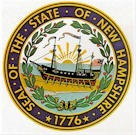 SEAL OF THE STATE OF NEW HAMPSHIRE
★ 1776 ★